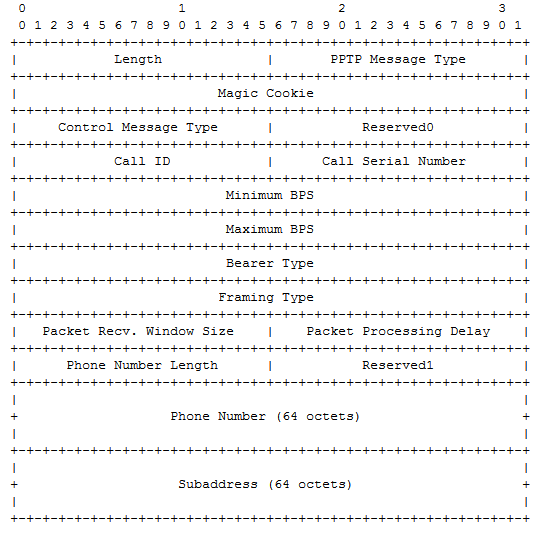 0                   1                   2                   3
0 1 2 3 4 5 6 7 8 9 0 1 2 3 4 5 6 7 8 9 0 1 2 3 4 5 6 7 8 9 0 1
+-+-+-+-+-+-+-+-+-+-+-+-+-+-+-+-+-+-+-+-+-+-+-+-+-+-+-+-+-+-+-+-+
|            Length             |       PPTP Message Type       |
+-+-+-+-+-+-+-+-+-+-+-+-+-+-+-+-+-+-+-+-+-+-+-+-+-+-+-+-+-+-+-+-+
|                         Magic Cookie                          |
+-+-+-+-+-+-+-+-+-+-+-+-+-+-+-+-+-+-+-+-+-+-+-+-+-+-+-+-+-+-+-+-+
|     Control Message Type      |           Reserved0           |
+-+-+-+-+-+-+-+-+-+-+-+-+-+-+-+-+-+-+-+-+-+-+-+-+-+-+-+-+-+-+-+-+
|            Call ID            |      Call Serial Number       |
+-+-+-+-+-+-+-+-+-+-+-+-+-+-+-+-+-+-+-+-+-+-+-+-+-+-+-+-+-+-+-+-+
|                          Minimum BPS                          |
+-+-+-+-+-+-+-+-+-+-+-+-+-+-+-+-+-+-+-+-+-+-+-+-+-+-+-+-+-+-+-+-+
|                          Maximum BPS                          |
+-+-+-+-+-+-+-+-+-+-+-+-+-+-+-+-+-+-+-+-+-+-+-+-+-+-+-+-+-+-+-+-+
|                          Bearer Type                          |
+-+-+-+-+-+-+-+-+-+-+-+-+-+-+-+-+-+-+-+-+-+-+-+-+-+-+-+-+-+-+-+-+
|                         Framing Type                          |
+-+-+-+-+-+-+-+-+-+-+-+-+-+-+-+-+-+-+-+-+-+-+-+-+-+-+-+-+-+-+-+-+
|   Packet Recv. Window Size    |    Packet Processing Delay    |
+-+-+-+-+-+-+-+-+-+-+-+-+-+-+-+-+-+-+-+-+-+-+-+-+-+-+-+-+-+-+-+-+
|      Phone Number Length      |           Reserved1           |
+-+-+-+-+-+-+-+-+-+-+-+-+-+-+-+-+-+-+-+-+-+-+-+-+-+-+-+-+-+-+-+-+
|                                                               |
+                   Phone Number (64 octets)                    +
|                                                               |
+-+-+-+-+-+-+-+-+-+-+-+-+-+-+-+-+-+-+-+-+-+-+-+-+-+-+-+-+-+-+-+-+
|                                                               |
+                    Subaddress (64 octets)                     +
|                                                               |
+-+-+-+-+-+-+-+-+-+-+-+-+-+-+-+-+-+-+-+-+-+-+-+-+-+-+-+-+-+-+-+-+